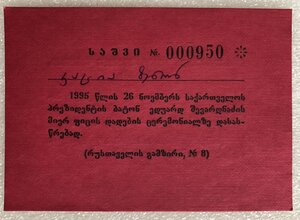 საშვი № 000950
1995 წლის 26 ნოემბერს საქართველოს
პრეზიდენტის ბატონ ედუარდ შევარდნაძის
მიერ ფიცის დადების ცერემონიალზე დასას-
წრებად.
(რუსთაველის გამზირი, № 8)